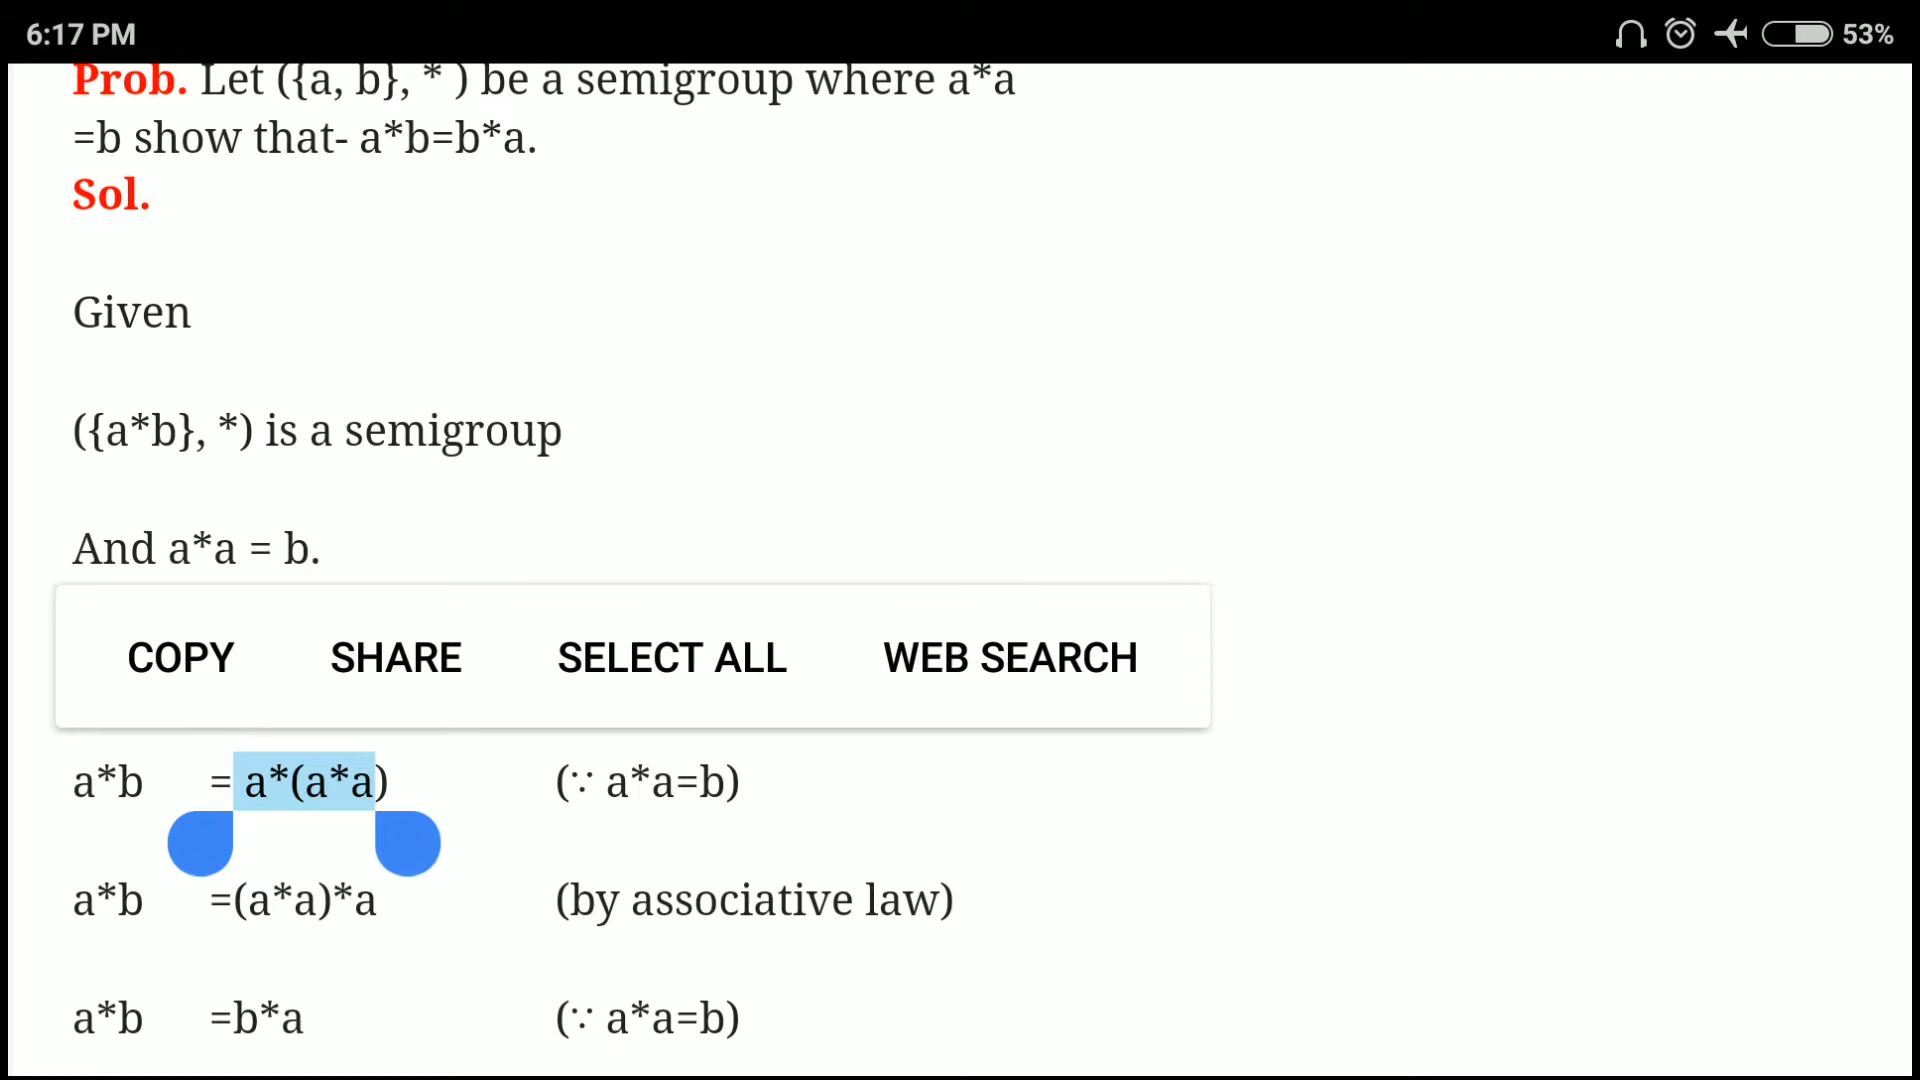 6:17 PM 53%
Prob. Let ({a, b}, * ) be a semigroup where a*a
=b show that- a*b=b*a.
Sol.
Given
({a*b}, *) is a semigroup
And a*a = b.
COPY SHARE SELECT ALL WEB SEARCH
a*b = a*(a*a) (∵ a*a=b)
a*b =(a*a)*a (by associative law)
a*b =b*a (∵ a*a=b)